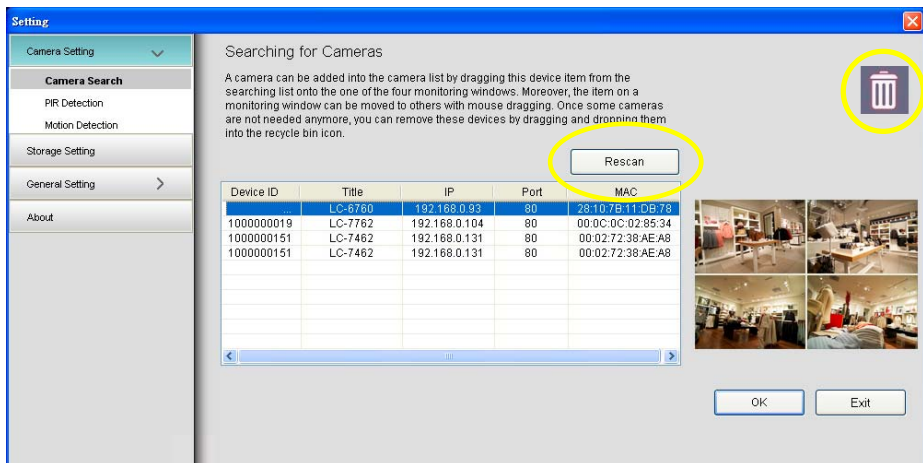 Setting
Camera Setting
Camera Search
PIR Detection
Motion Detection
Storage Setting
General Setting
About
Searching for Cameras
A camera can be added into the camera list by dragging this device item from the
searching list onto the one of the four monitoring windows. Moreover, the item on a
monitoring window can be moved to others with mouse dragging. Once some cameras
are not needed anymore, you can remove these devices by dragging and dropping them
into the recycle bin icon.
Rescan
Device ID Title IP Port MAC
... LC-6760 192.168.0.93 80 28:10:7B:11:DB:78
1000000019 LC-7762 192.168.0.104 80 00:0C:0C:02:85:34
1000000151 LC-7462 192.168.0.131 80 00:02:72:38:AE:A8
1000000151 LC-7462 192.168.0.131 80 00:02:72:38:AE:A8
OK Exit